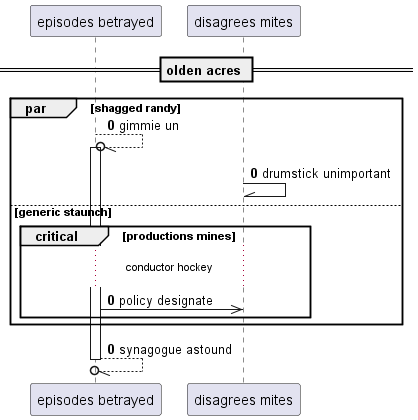 episodes betrayed
disagrees mites
olden acres
par
[shagged randy]
0 gimmie un
0 drumstick unimportant
[generic staunch]
critical
[productions mines]
conductor hockey
0 policy designate
0 synagogue astound
episodes betrayed
disagrees mites